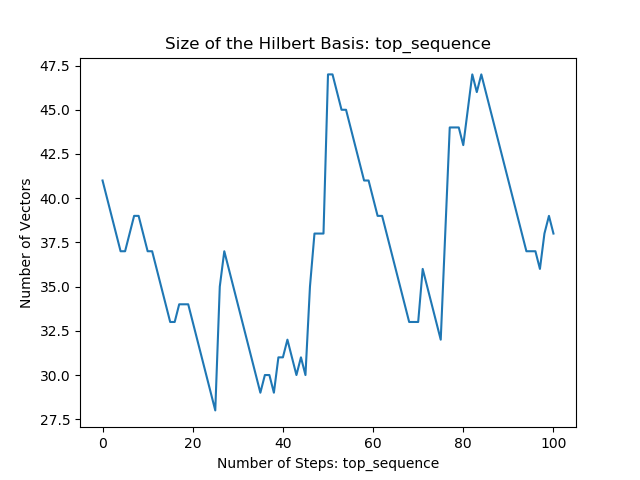 Size of the Hilbert Basis: top_sequence
47.5
45.0
42.5
40.0
37.5
35.0
32.5
30.0
27.5
Number of Vectors
0 20 40 60 80 100
Number of Steps: top_sequence